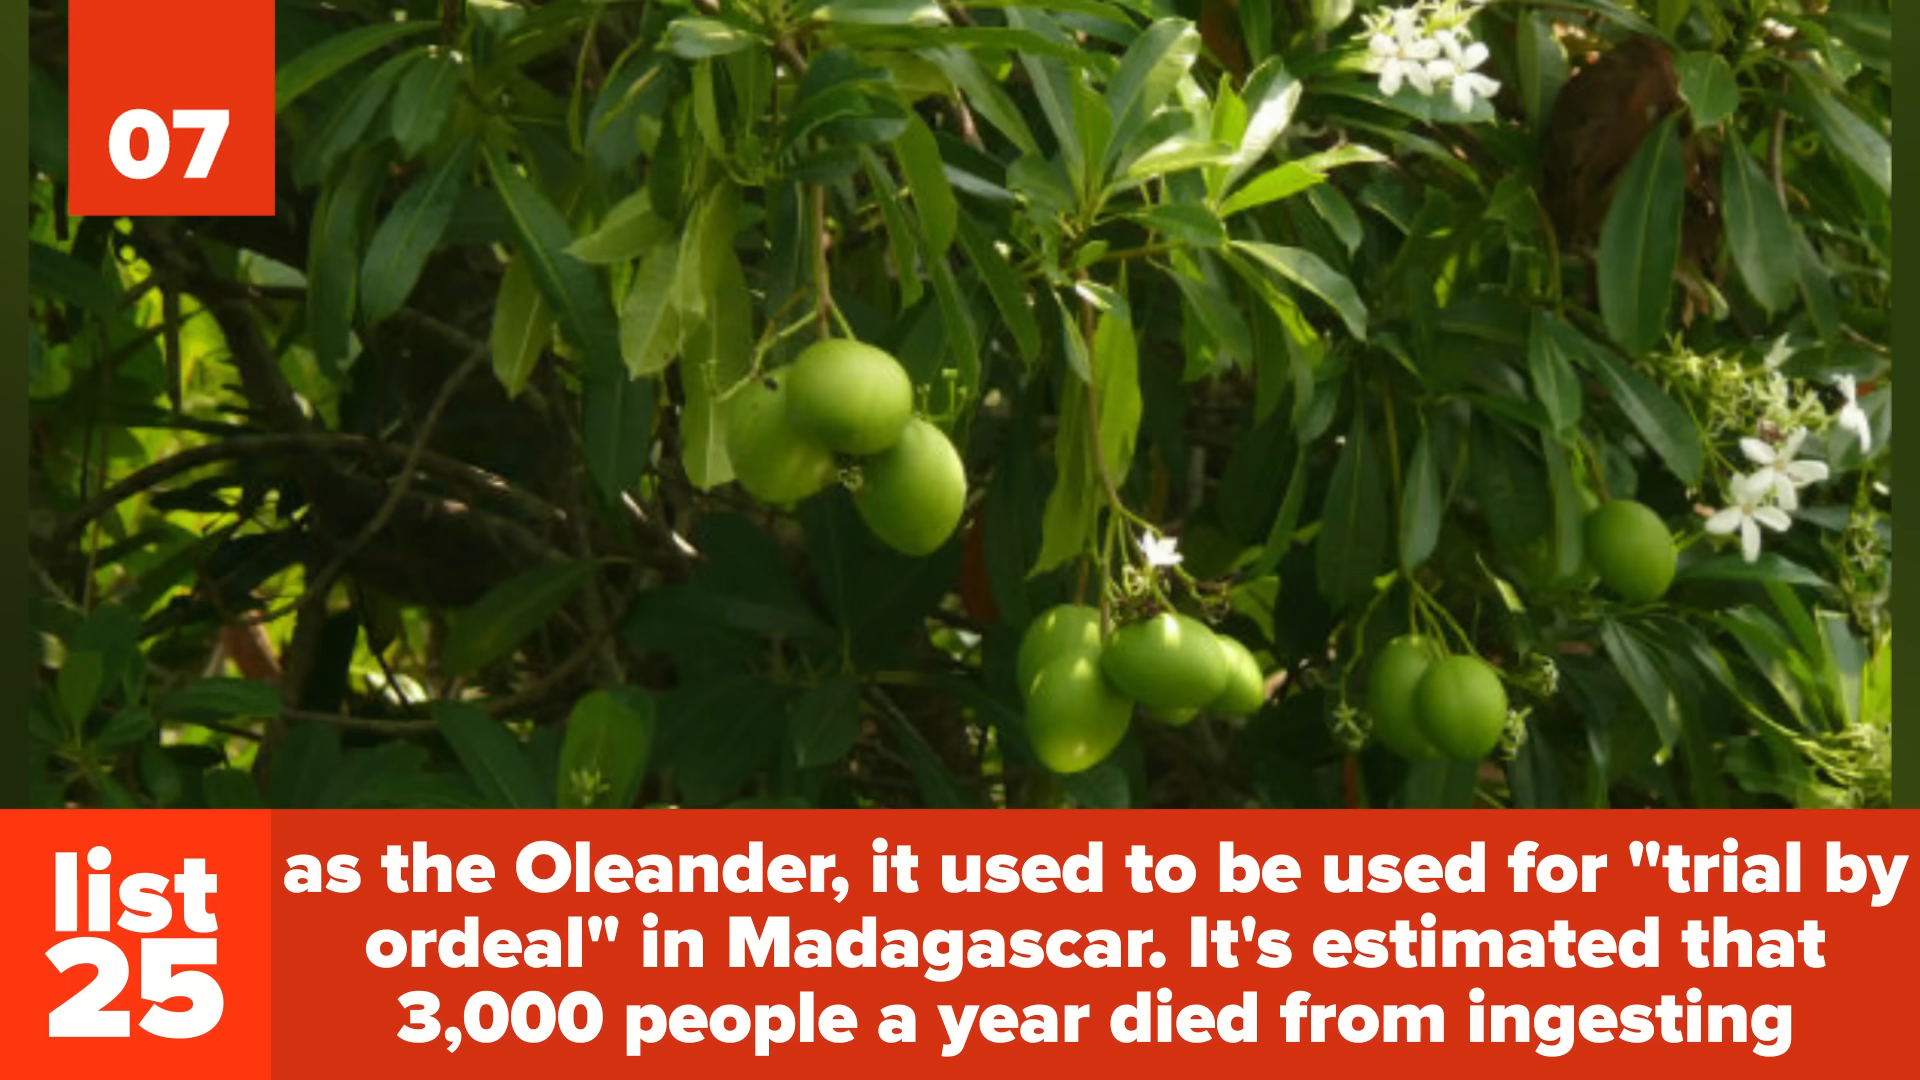 07
list
25
as the Oleander, it used to be used for "trial by
ordeal" in Madagascar. It's estimated that
3,000 people a year died from ingesting